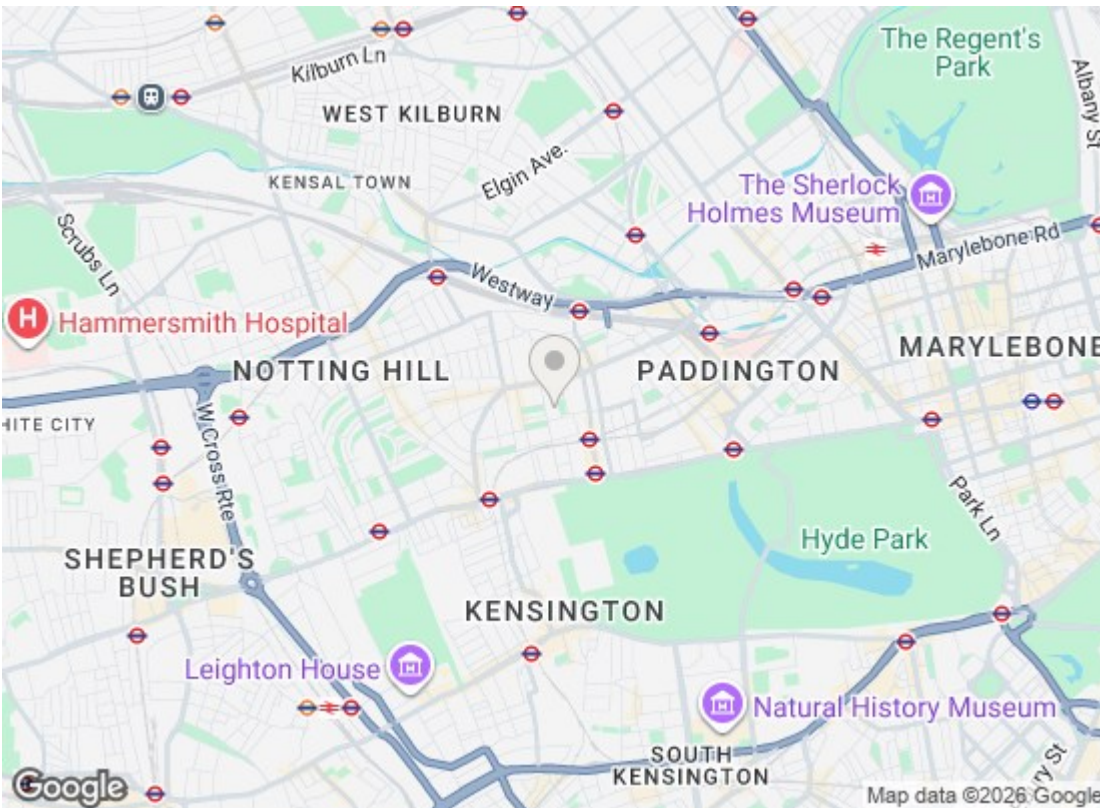 The Regent's
Park
Albany St
Kilburn Ln
WEST KILBURN
Elgin Ave.
KENSAL TOWN
The Sherlock
Holmes Museum
Scrubs Ln
Marylebone Rd
Westway
H
Hammersmith Hospital
NOTTING HILL
PADDINGTON
MARYLEBONE
HITE CITY
W Cross Rte
Park Ln
Hyde Park
SHEPHERD'S
BUSH
KENSINGTON
Leighton House
Natural History Museum
SOUTH
KENSINGTON
Google
Map data ©2026 Google